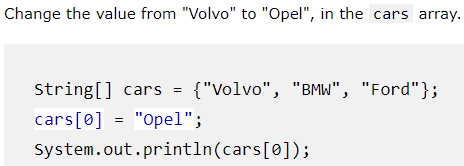 Change the value from "Volvo" to "Opel", in the cars array.
String[] cars = {"Volvo", "BMW", "Ford"};
cars[0] = "Opel";
System.out.println(cars[0]);